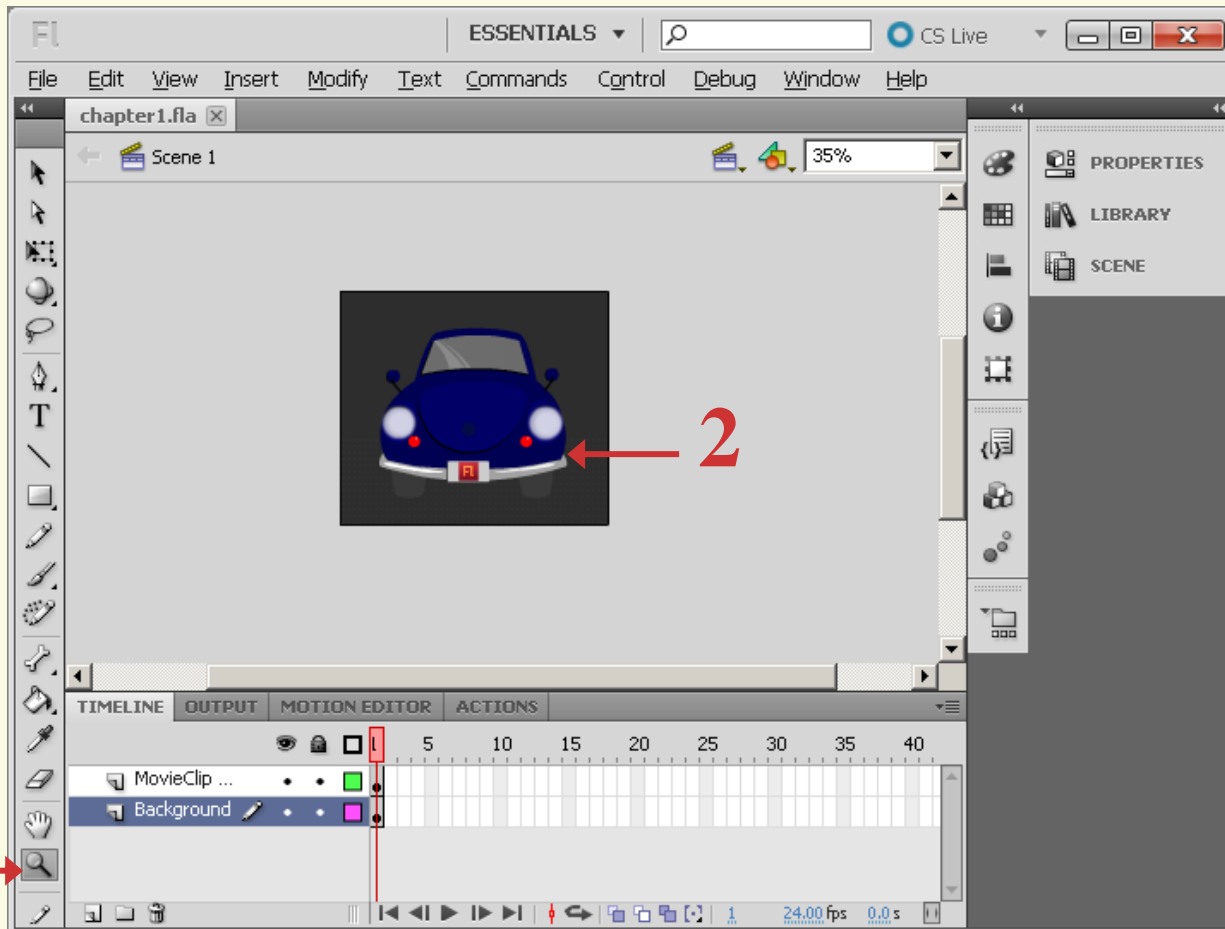 Fl ESSENTIALS CS Live
File Edit View Insert Modify Text Commands Control Debug Window Help
chapter1.fla
Scene 1 35%
PROPERTIES
LIBRARY
SCENE
T
2
Fl
TIMELINE OUTPUT MOTION EDITOR ACTIONS
1 5 10 15 20 25 30 35 40
MovieClip ...
Background
1 24.00 fps 0.0 s